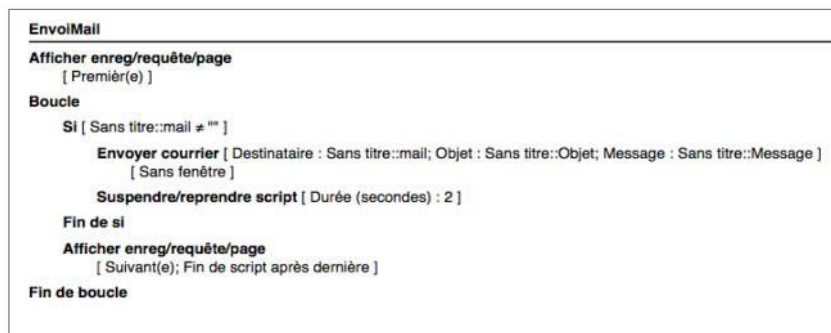 EnvoiMail
Afficher enreg/requête/page
[ Premièr(e) ]
Boucle
Si [ Sans titre::mail ≠ "" ]
Envoyer courrier [ Destinataire : Sans titre::mail; Objet : Sans titre::Objet; Message : Sans titre::Message ]
[ Sans fenêtre ]
Suspendre/reprendre script [ Durée (secondes) : 2 ]
Fin de si
Afficher enreg/requête/page
[ Suivant(e); Fin de script après dernière ]
Fin de boucle